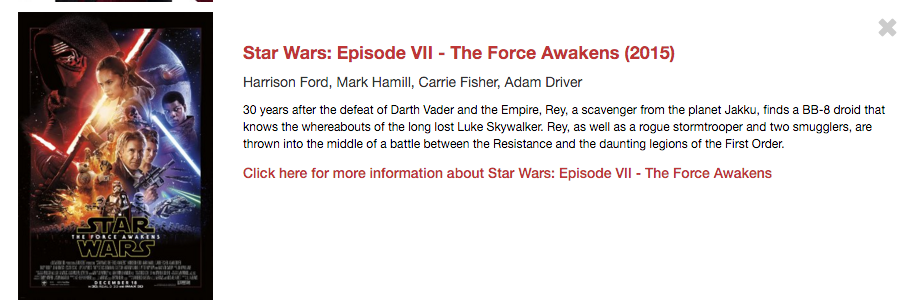 Star Wars: Episode VII - The Force Awakens (2015)
Harrison Ford, Mark Hamill, Carrie Fisher, Adam Driver
30 years after the defeat of Darth Vader and the Empire, Rey, a scavenger from the planet Jakku, finds a BB-8 droid that
knows the whereabouts of the long lost Luke Skywalker. Rey, as well as a rogue stormtrooper and two smugglers, are
thrown into the middle of a battle between the Resistance and the daunting legions of the First Order.
Click here for more information about Star Wars: Episode VII - The Force Awakens
STAR
THE FORCE AWAKENS
WARS
DECEMBER 18